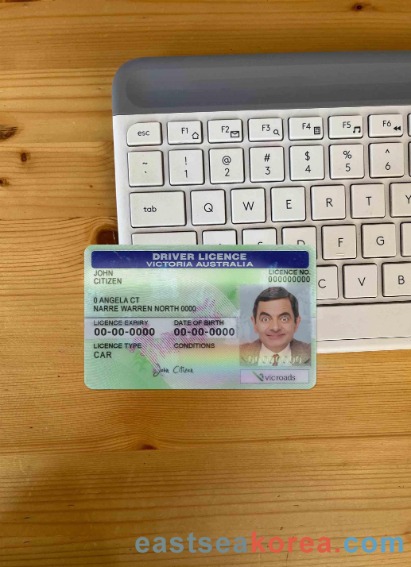 esc
F1
F2
F3
F4
F5
F6
~
!
1
@
2
#
3
$
4
%
5
^
6
tab
Q
W
E
R
T
Y
D
F
G
C
V
B
DRIVER LICENCE
VICTORIA AUSTRALIA
JOHN
CITIZEN
LICENCE NO.
000000000
0 ANGELA CT
NARRE WARREN NORTH 0000
LICENCE EXPIRY DATE OF BIRTH
00-00-0000 00-00-0000
LICENCE TYPE CONDITIONS
CAR
John Citizen
vicroads
eastseakorea.com